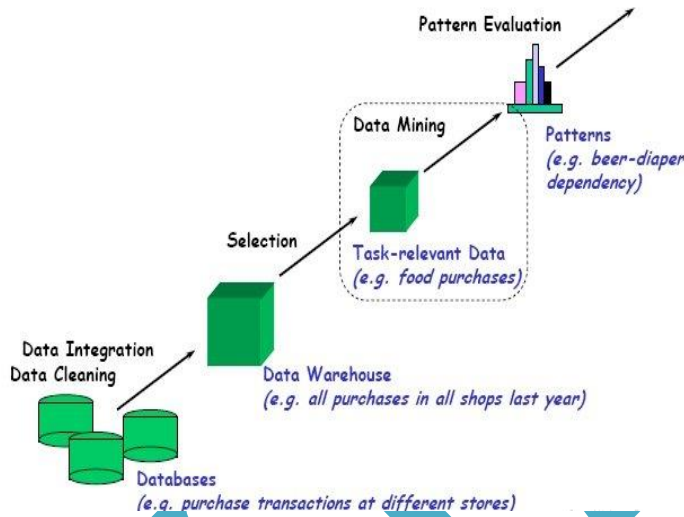 Pattern Evaluation
Data Mining
Patterns
(e.g. beer-diaper
dependency)
Selection
Task-relevant Data
(e.g. food purchases)
Data Integration
Data Cleaning
Data Warehouse
(e.g. all purchases in all shops last year)
Databases
(e.g. purchase transactions at different stores)